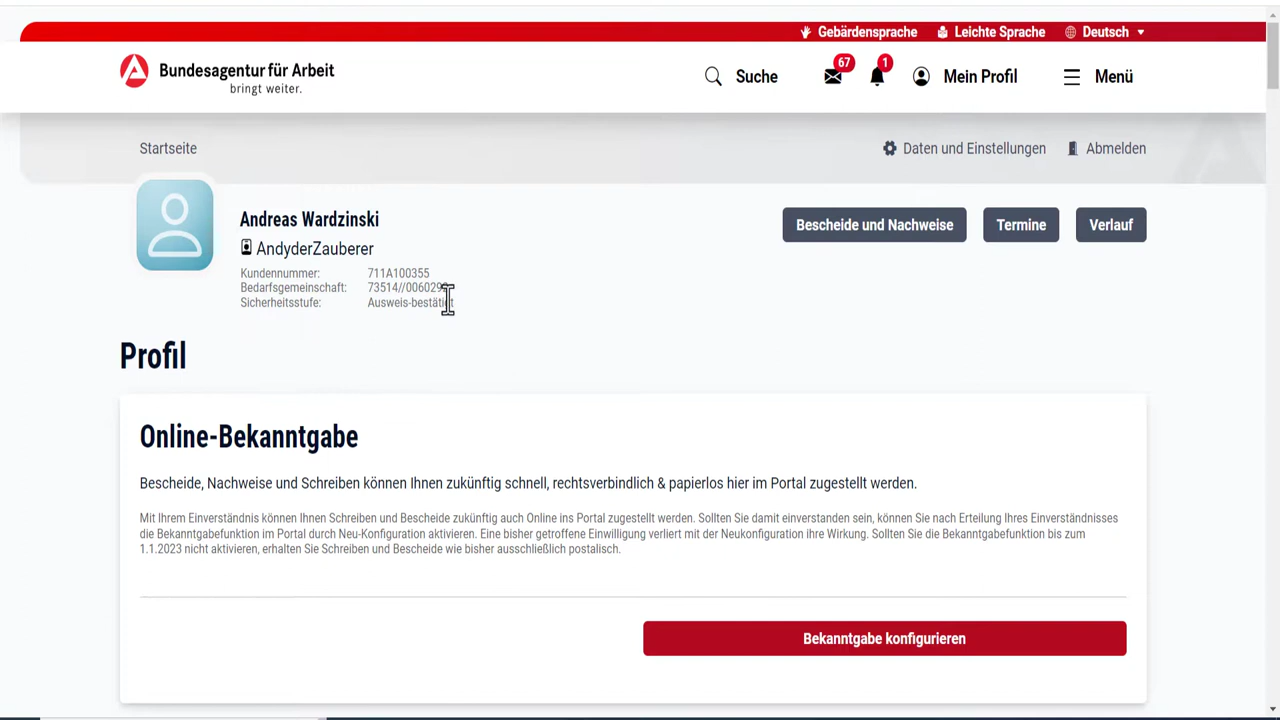 Gebärdensprache Leichte Sprache Deutsch
Bundesagentur für Arbeit
bringt weiter.
Suche 67 1 Mein Profil Menü
Startseite Daten und Einstellungen Abmelden
Andreas Wardzinski
AndyderZauberer
Bescheide und Nachweise Termine Verlauf
Kundennummer: 711A100355
Bedarfsgemeinschaft:
Sicherheitsstufe: Ausweis-bestätigt
Profil
Online-Bekanntgabe
Bescheide, Nachweise und Schreiben können Ihnen zukünftig schnell, rechtsverbindlich & papierlos hier im Portal zugestellt werden.
Mit Ihrem Einverständnis können Ihnen Schreiben und Bescheide zukünftig auch Online ins Portal zugestellt werden. Sollten Sie damit einverstanden sein, können Sie nach Erteilung Ihres Einverständnisses
die Bekanntgabefunktion im Portal durch Neu-Konfiguration aktivieren. Eine bisher getroffene Einwilligung verliert mit der Neukonfiguration ihre Wirkung. Sollten Sie die Bekanntgabefunktion bis zum
1.1.2023 nicht aktivieren, erhalten Sie Schreiben und Bescheide wie bisher ausschließlich postalisch.
Bekanntgabe konfigurieren